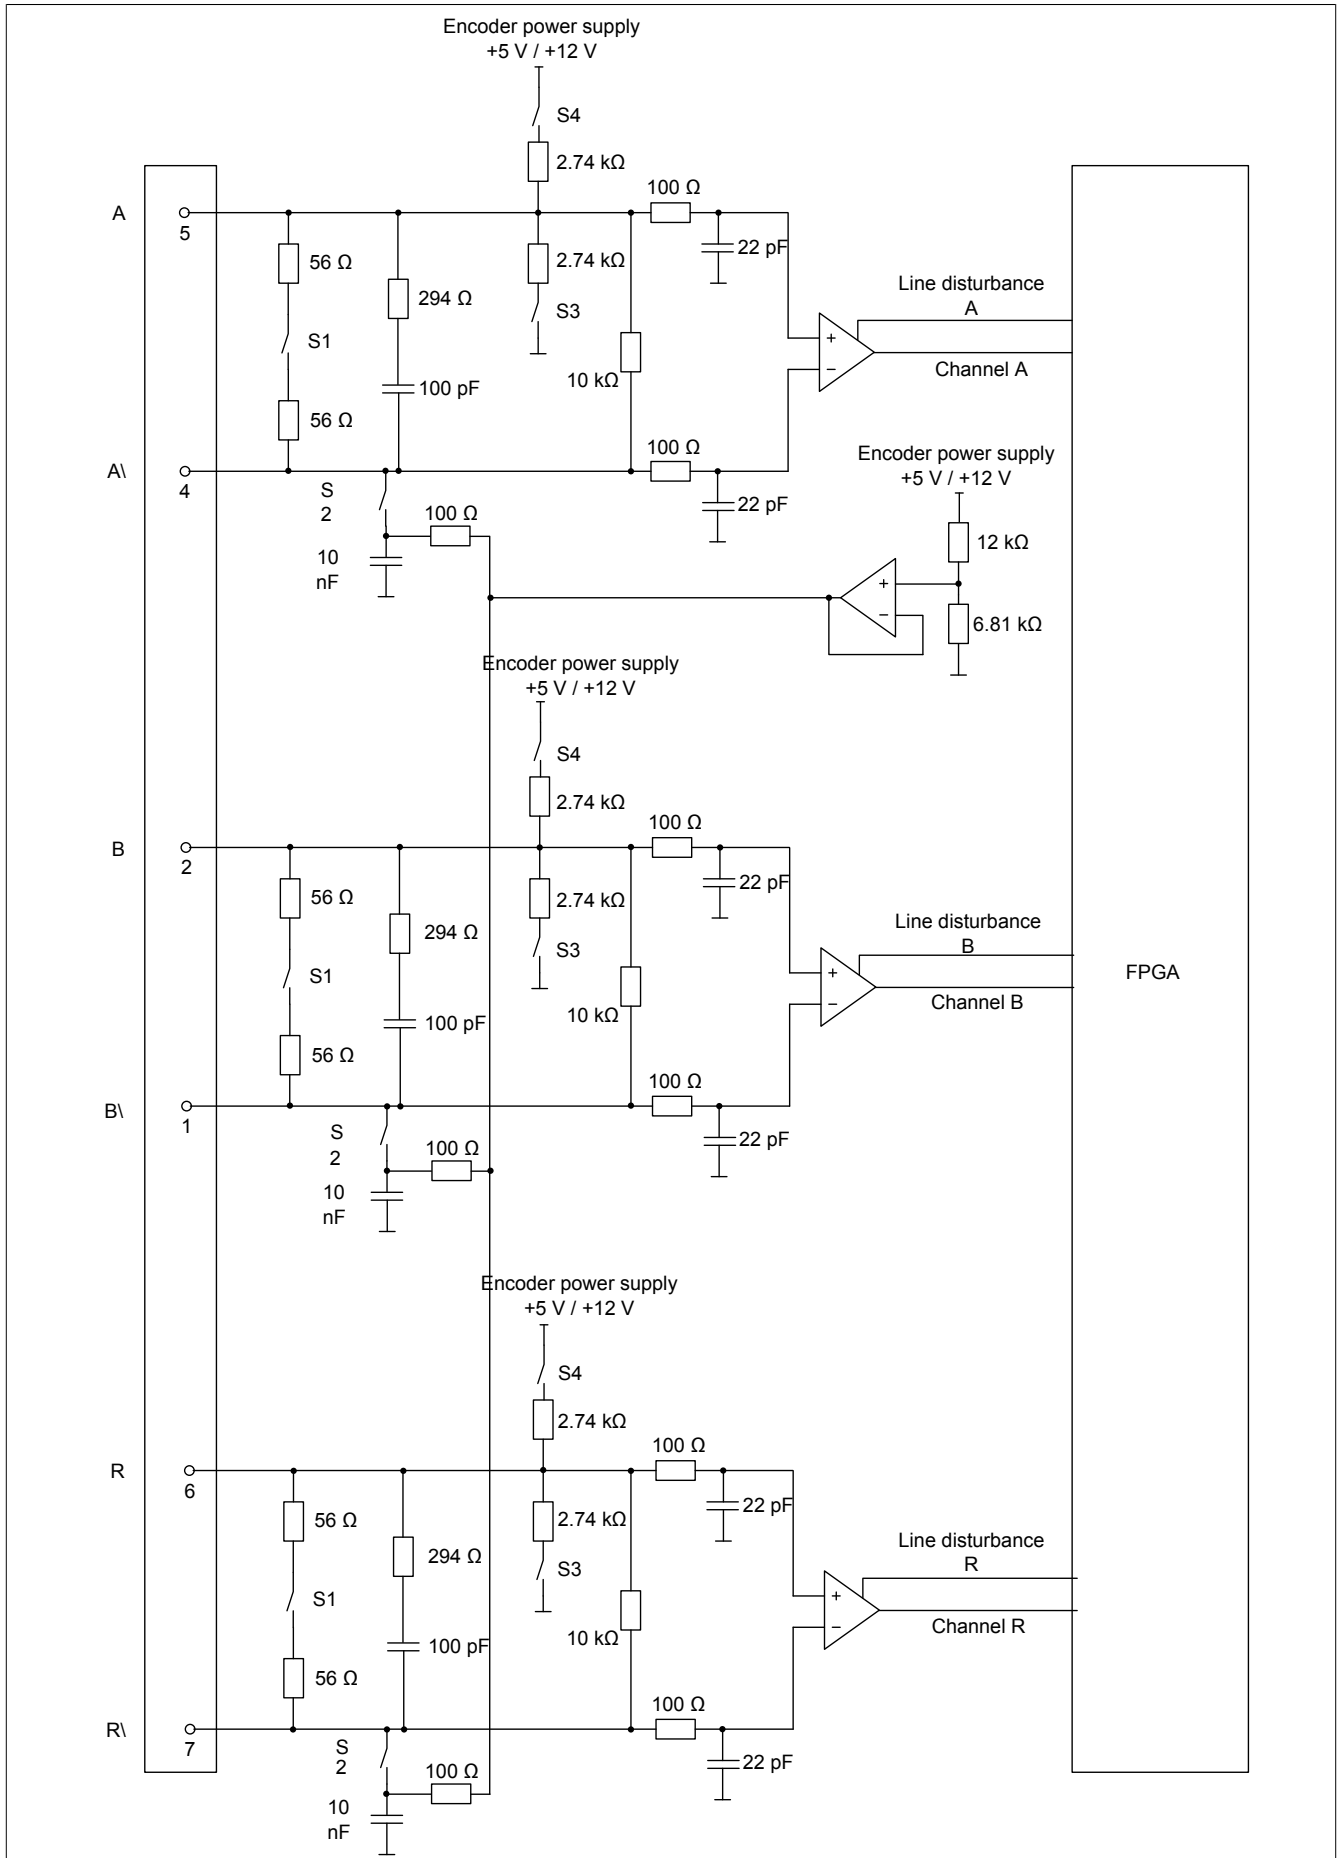 Encoder power supply
+5 V / +12 V
S4
2.74 kΩ
100 Ω
A
5
56 Ω
2.74 kΩ
22 pF
294 Ω
Line disturbance
A
S3
S1
+
−
Channel A
10 kΩ
100 pF
56 Ω
100 Ω
A\
4
Encoder power supply
+5 V / +12 V
S
2
100 Ω
22 pF
12 kΩ
10
nF
+
−
6.81 kΩ
Encoder power supply
+5 V / +12 V
S4
2.74 kΩ
100 Ω
B
2
56 Ω
2.74 kΩ
22 pF
294 Ω
Line disturbance
B
S3
S1
+
−
FPGA
Channel B
10 kΩ
100 pF
56 Ω
100 Ω
B\
1
S
2
100 Ω
22 pF
10
nF
Encoder power supply
+5 V / +12 V
S4
2.74 kΩ
100 Ω
R
6
56 Ω
2.74 kΩ
22 pF
294 Ω
Line disturbance
R
S3
S1
+
−
Channel R
10 kΩ
100 pF
56 Ω
100 Ω
R\
7
S
2
100 Ω
22 pF
10
nF